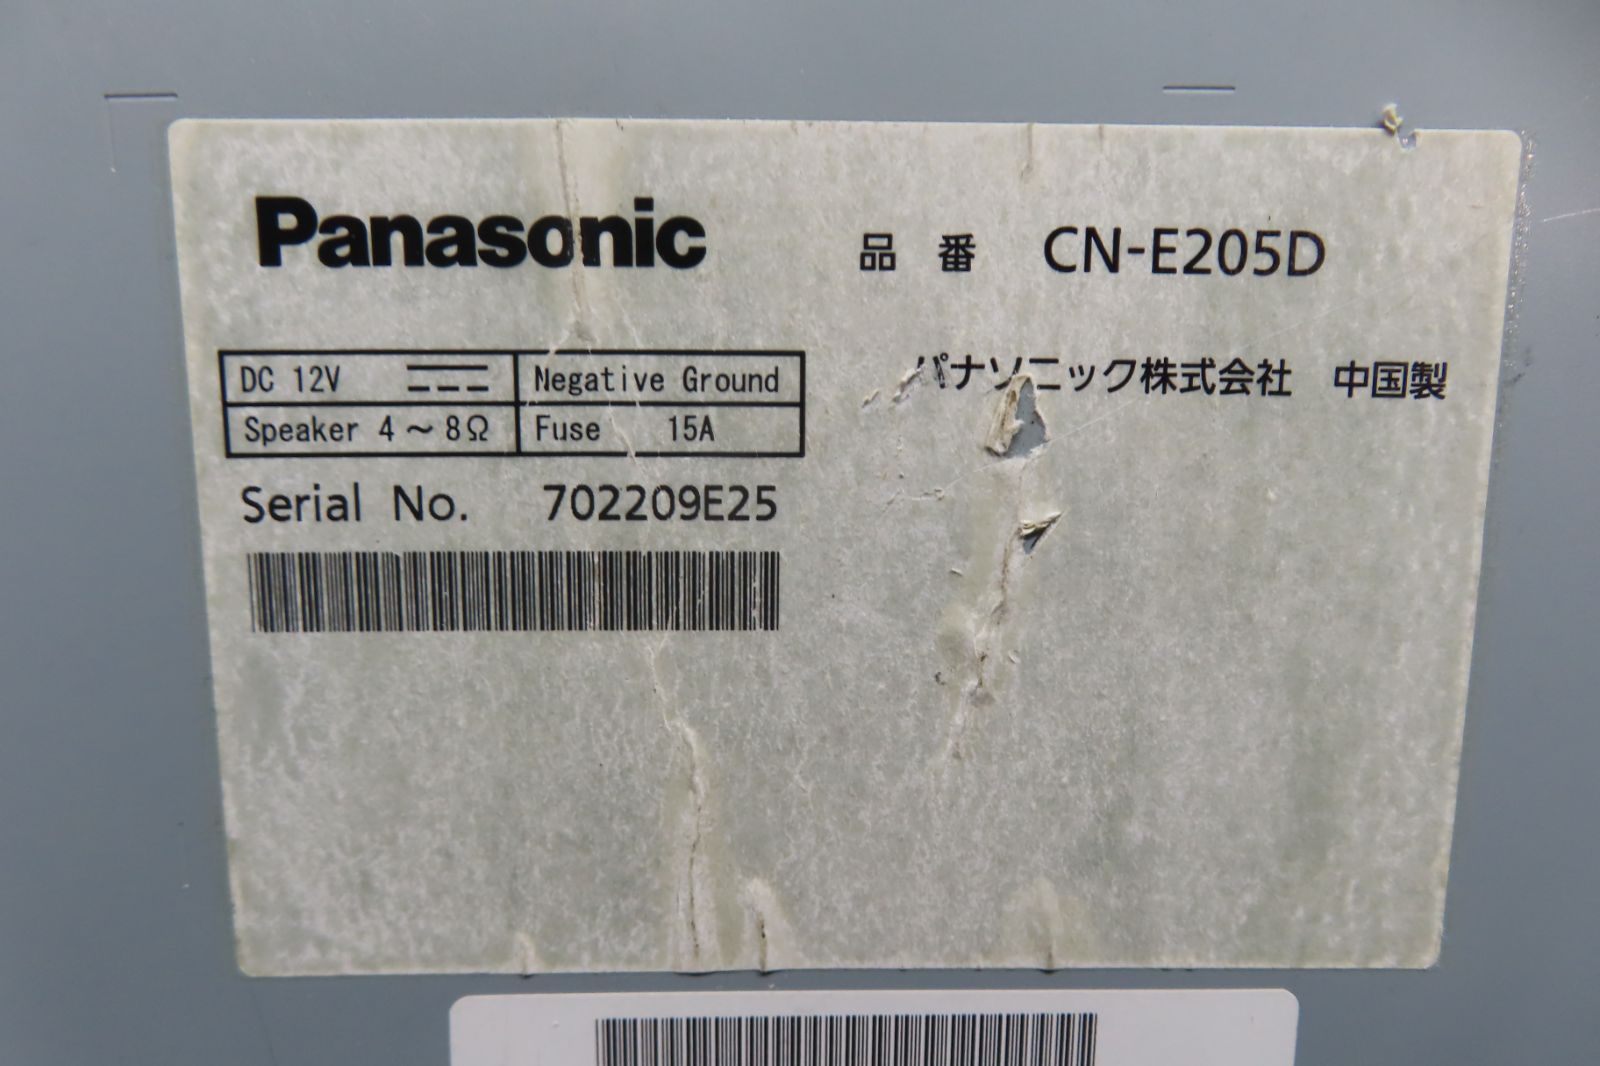 Panasonic
品番 CN-E205D
DC 12V
Negative Ground
Speaker 4～8Ω
Fuse 15A
パナソニック株式会社 中国製
Serial No. 702209E25